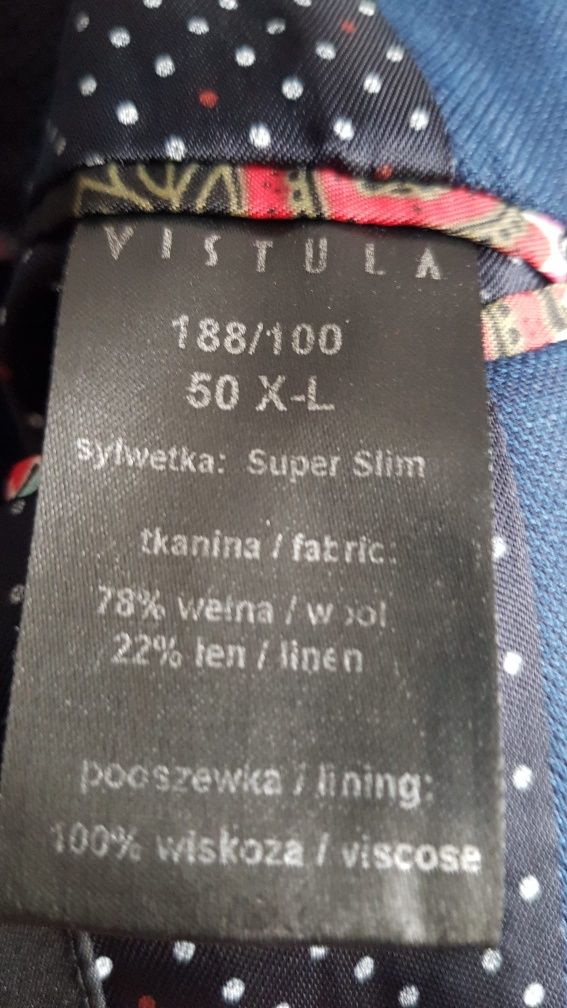 VISTULA
188/100
50 X-L
sylwetka: Super Slim
tkanina / fabric:
78% wełna / wool
22% len / linen
podszewka / lining:
100% wiskoza / viscose